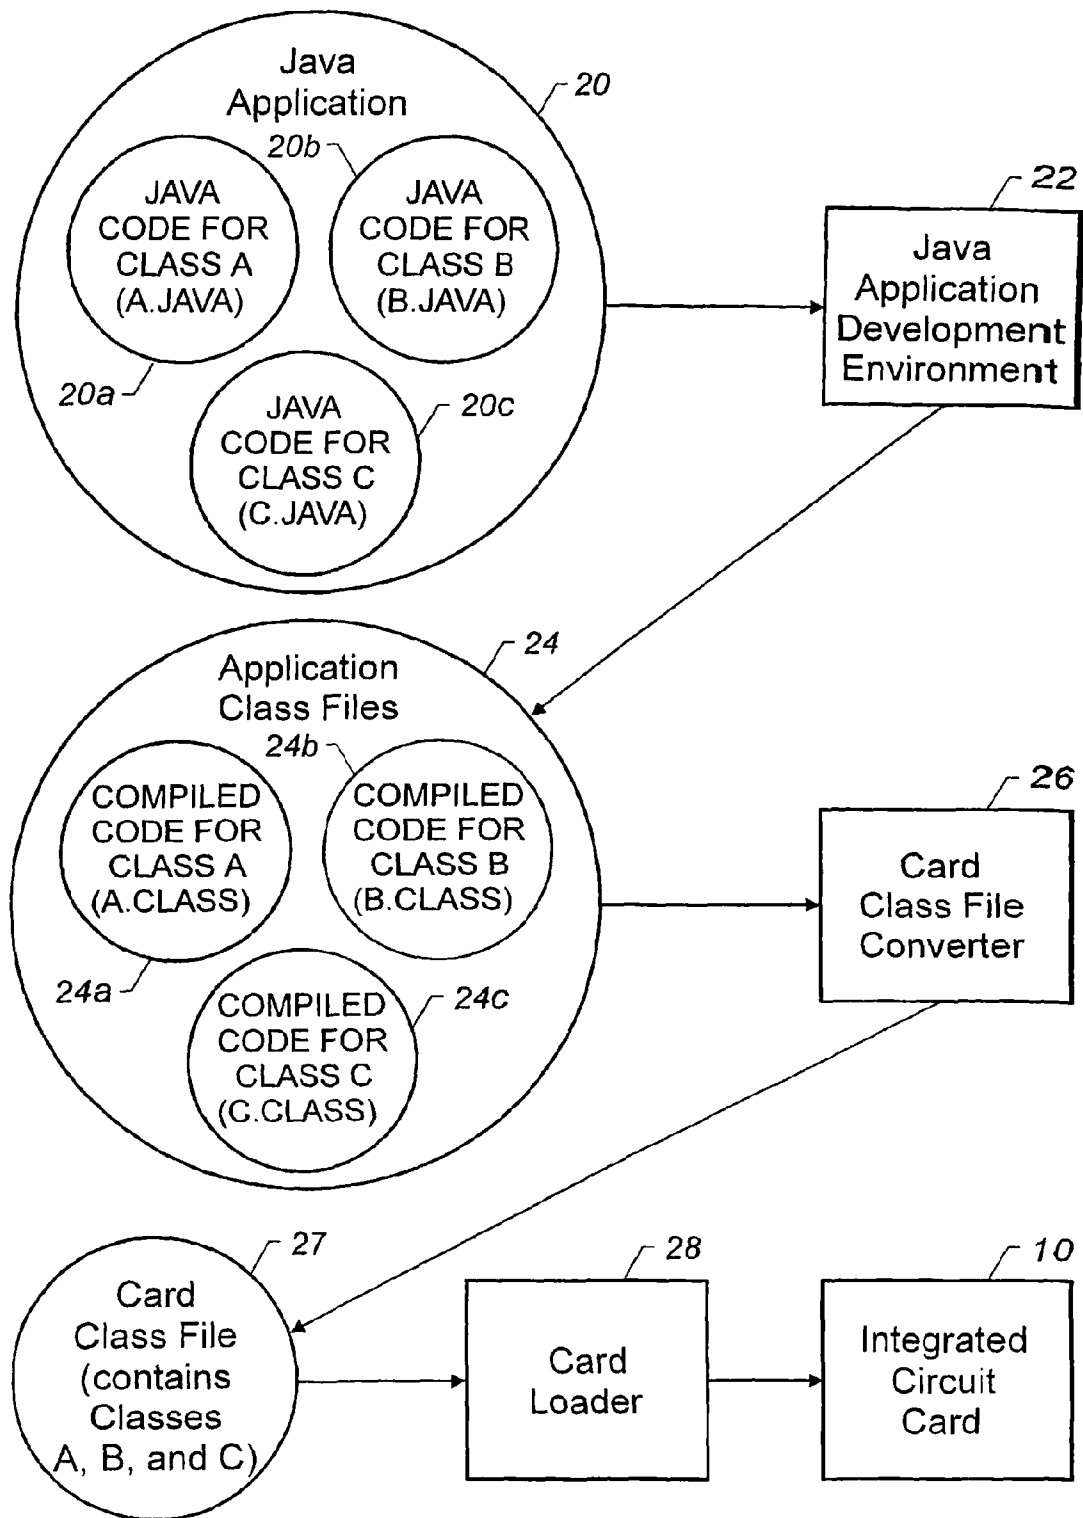 Java
Application
20
20b
JAVA
CODE FOR
CLASS A
(A.JAVA)
JAVA
CODE FOR
CLASS B
(B.JAVA)
20a
JAVA
CODE FOR
CLASS C
(C.JAVA)
20c
22
Java
Application
Development
Environment
24
Application
Class Files
24b
COMPILED
CODE FOR
CLASS A
(A.CLASS)
COMPILED
CODE FOR
CLASS B
(B.CLASS)
24a
COMPILED
CODE FOR
CLASS C
(C.CLASS)
24c
26
Card
Class File
Converter
27
Card
Class File
(contains
Classes
A, B, and C)
28
Card
Loader
10
Integrated
Circuit
Card